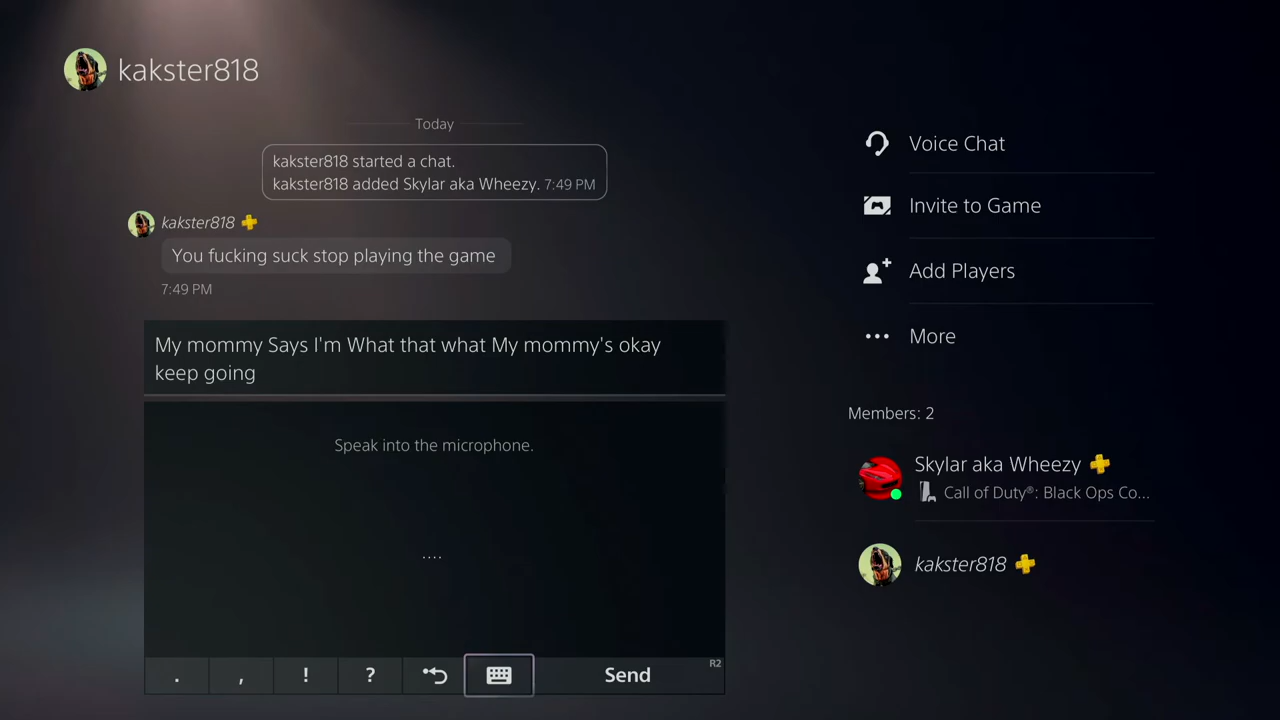 kakster818
Today
kakster818 started a chat.
kakster818 added Skylar aka Wheezy. 7:49 PM
kakster818
You fucking suck stop playing the game
7:49 PM
My mommy Says I'm What that what My mommy's okay
keep going
Speak into the microphone.
....
. , ! ? Send R2
Voice Chat
Invite to Game
Add Players
More
Members: 2
Skylar aka Wheezy
Call of Duty®: Black Ops Co...
kakster818